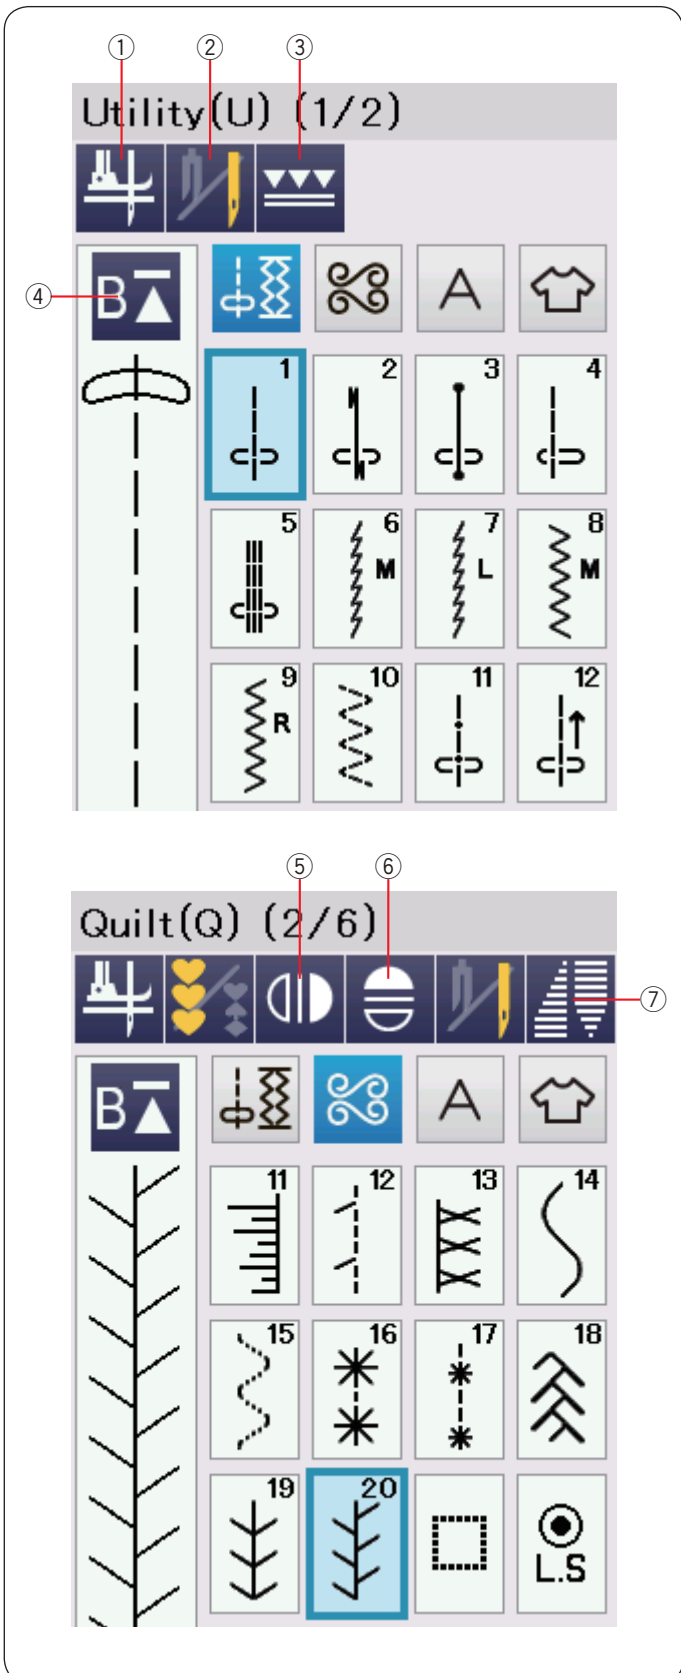 ① ② ③
Utility(U) (1/2)
④ B A
1 2 3 4
5 6 M 7 L 8 M
9 R 10 11 12
⑤ ⑥
Quilt(Q) (2/6)
⑦
B A
11 12 13 14
15 16 17 18
19 20 L.S